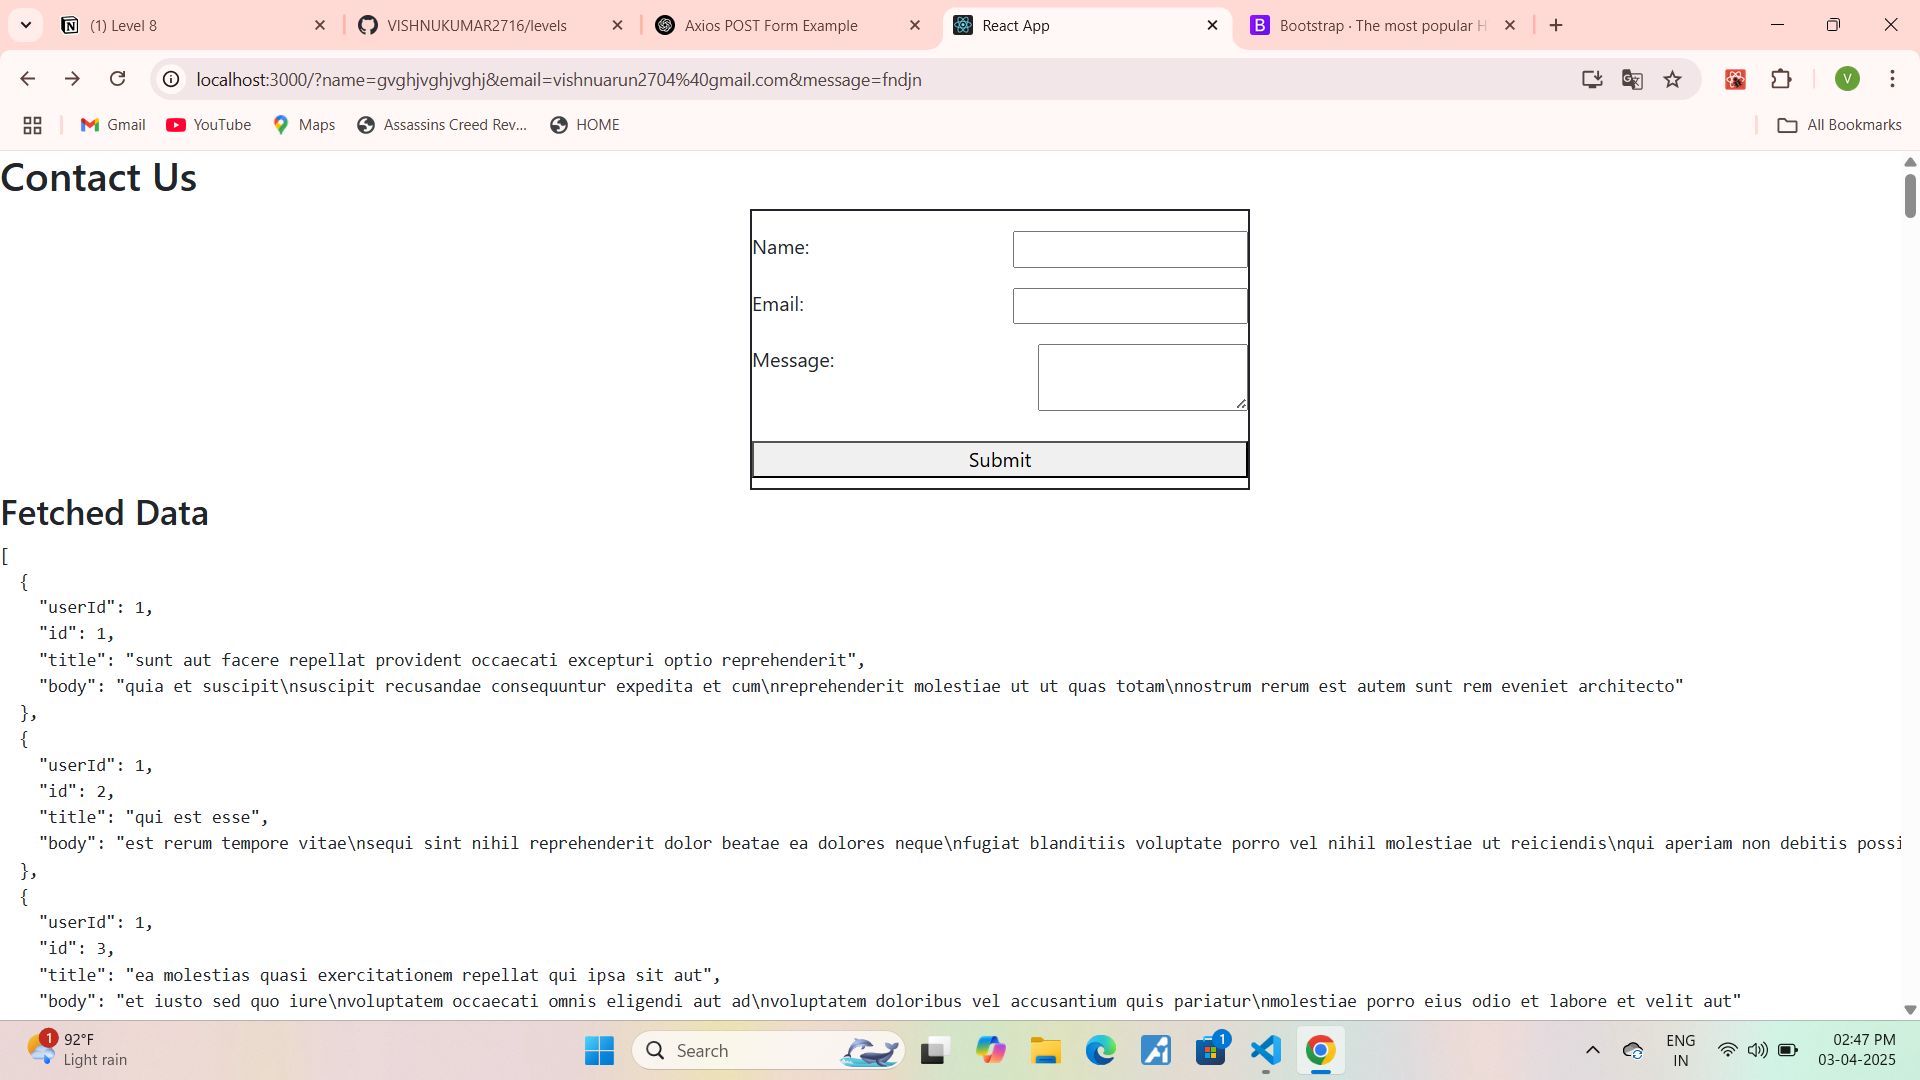 (1) Level 8
VISHNUKUMAR2716/levels
Axios POST Form Example
React App
Bootstrap · The most popular H
localhost:3000/?name=gvghjvghjvghj&email=vishnuarun2704%40gmail.com&message=fndjn
V
Gmail
YouTube
Maps
Assassins Creed Rev...
HOME
All Bookmarks
Contact Us
Name:
Email:
Message:
Submit
Fetched Data
[
  {
    "userId": 1,
    "id": 1,
    "title": "sunt aut facere repellat provident occaecati excepturi optio reprehenderit",
    "body": "quia et suscipit\nsuscipit recusandae consequuntur expedita et cum\nreprehenderit molestiae ut ut quas totam\nnostrum rerum est autem sunt rem eveniet architecto"
  },
  {
    "userId": 1,
    "id": 2,
    "title": "qui est esse",
    "body": "est rerum tempore vitae\nsequi sint nihil reprehenderit dolor beatae ea dolores neque\nfugiat blanditiis voluptate porro vel nihil molestiae ut reiciendis\nqui aperiam non debitis possi
  },
  {
    "userId": 1,
    "id": 3,
    "title": "ea molestias quasi exercitationem repellat qui ipsa sit aut",
    "body": "et iusto sed quo iure\nvoluptatem occaecati omnis eligendi aut ad\nvoluptatem doloribus vel accusantium quis pariatur\nmolestiae porro eius odio et labore et velit aut"
1
92°F
Light rain
Search
1
ENG
IN
02:47 PM
03-04-2025